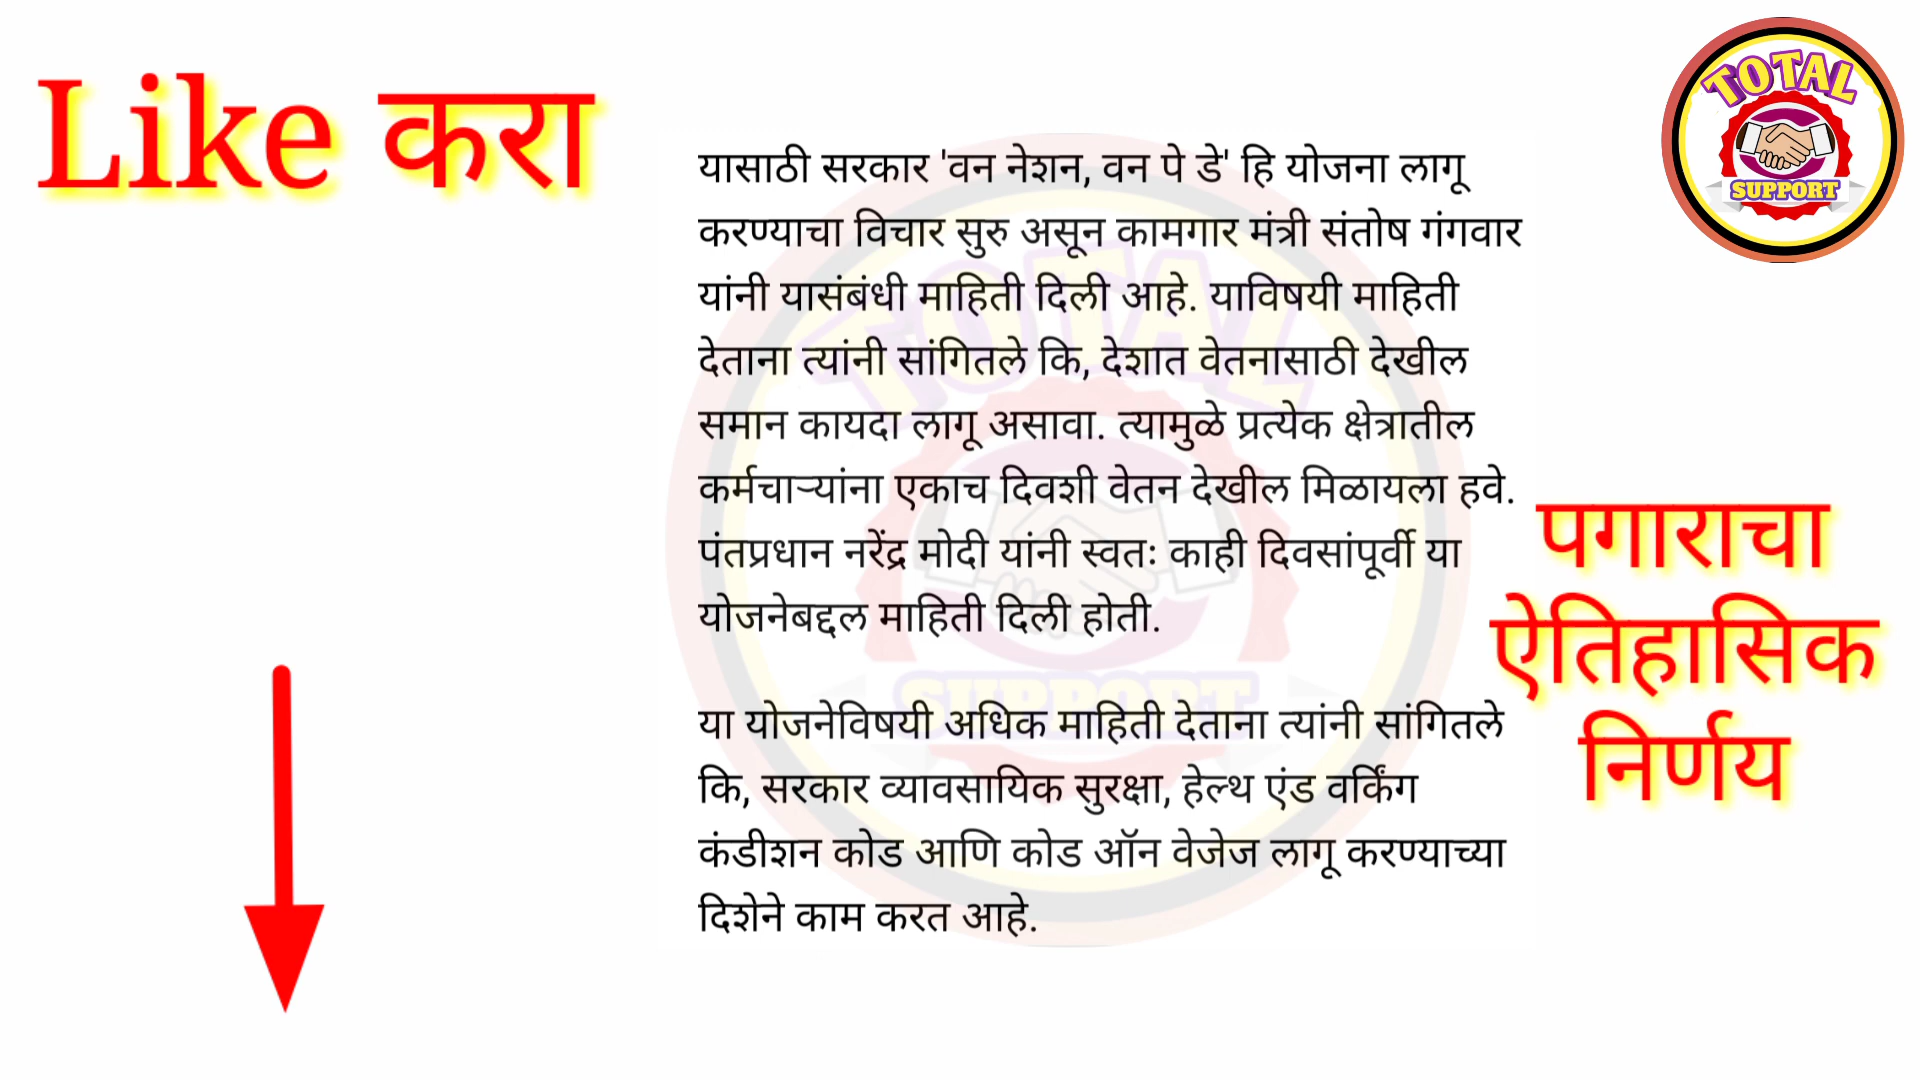 Like करा
TOTAL
SUPPORT
यासाठी सरकार 'वन नेशन, वन पे डे' हि योजना लागू
करण्याचा विचार सुरु असून कामगार मंत्री संतोष गंगवार
यांनी यासंबंधी माहिती दिली आहे. याविषयी माहिती
देताना त्यांनी सांगितले कि, देशात वेतनासाठी देखील
समान कायदा लागू असावा. त्यामुळे प्रत्येक क्षेत्रातील
कर्मचाऱ्यांना एकाच दिवशी वेतन देखील मिळायला हवे.
पंतप्रधान नरेंद्र मोदी यांनी स्वतः काही दिवसांपूर्वी या
योजनेबद्दल माहिती दिली होती.
या योजनेविषयी अधिक माहिती देताना त्यांनी सांगितले
कि, सरकार व्यावसायिक सुरक्षा, हेल्थ एंड वर्किंग
कंडीशन कोड आणि कोड ऑन वेजेज लागू करण्याच्या
दिशेने काम करत आहे.
TOTAL
SUPPORT
पगाराचा
ऐतिहासिक
निर्णय